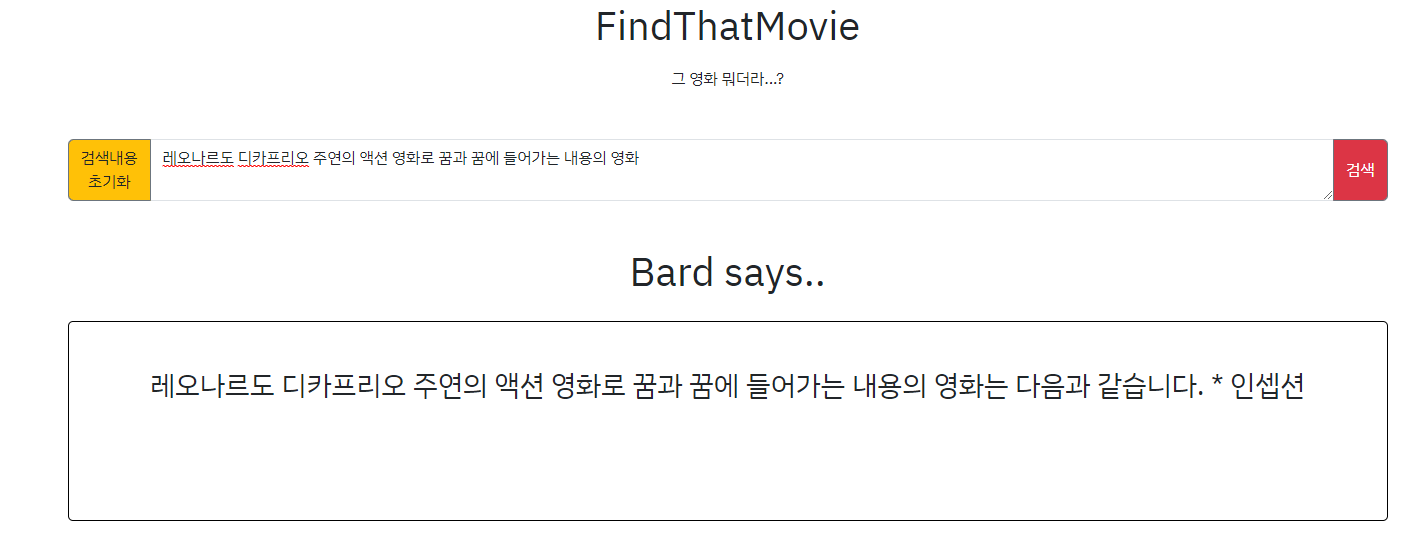 FindThatMovie
그 영화 뭐더라...?
검색내용
초기화
레오나르도 디카프리오 주연의 액션 영화로 꿈과 꿈에 들어가는 내용의 영화
검색
Bard says..
레오나르도 디카프리오 주연의 액션 영화로 꿈과 꿈에 들어가는 내용의 영화는 다음과 같습니다. * 인셉션